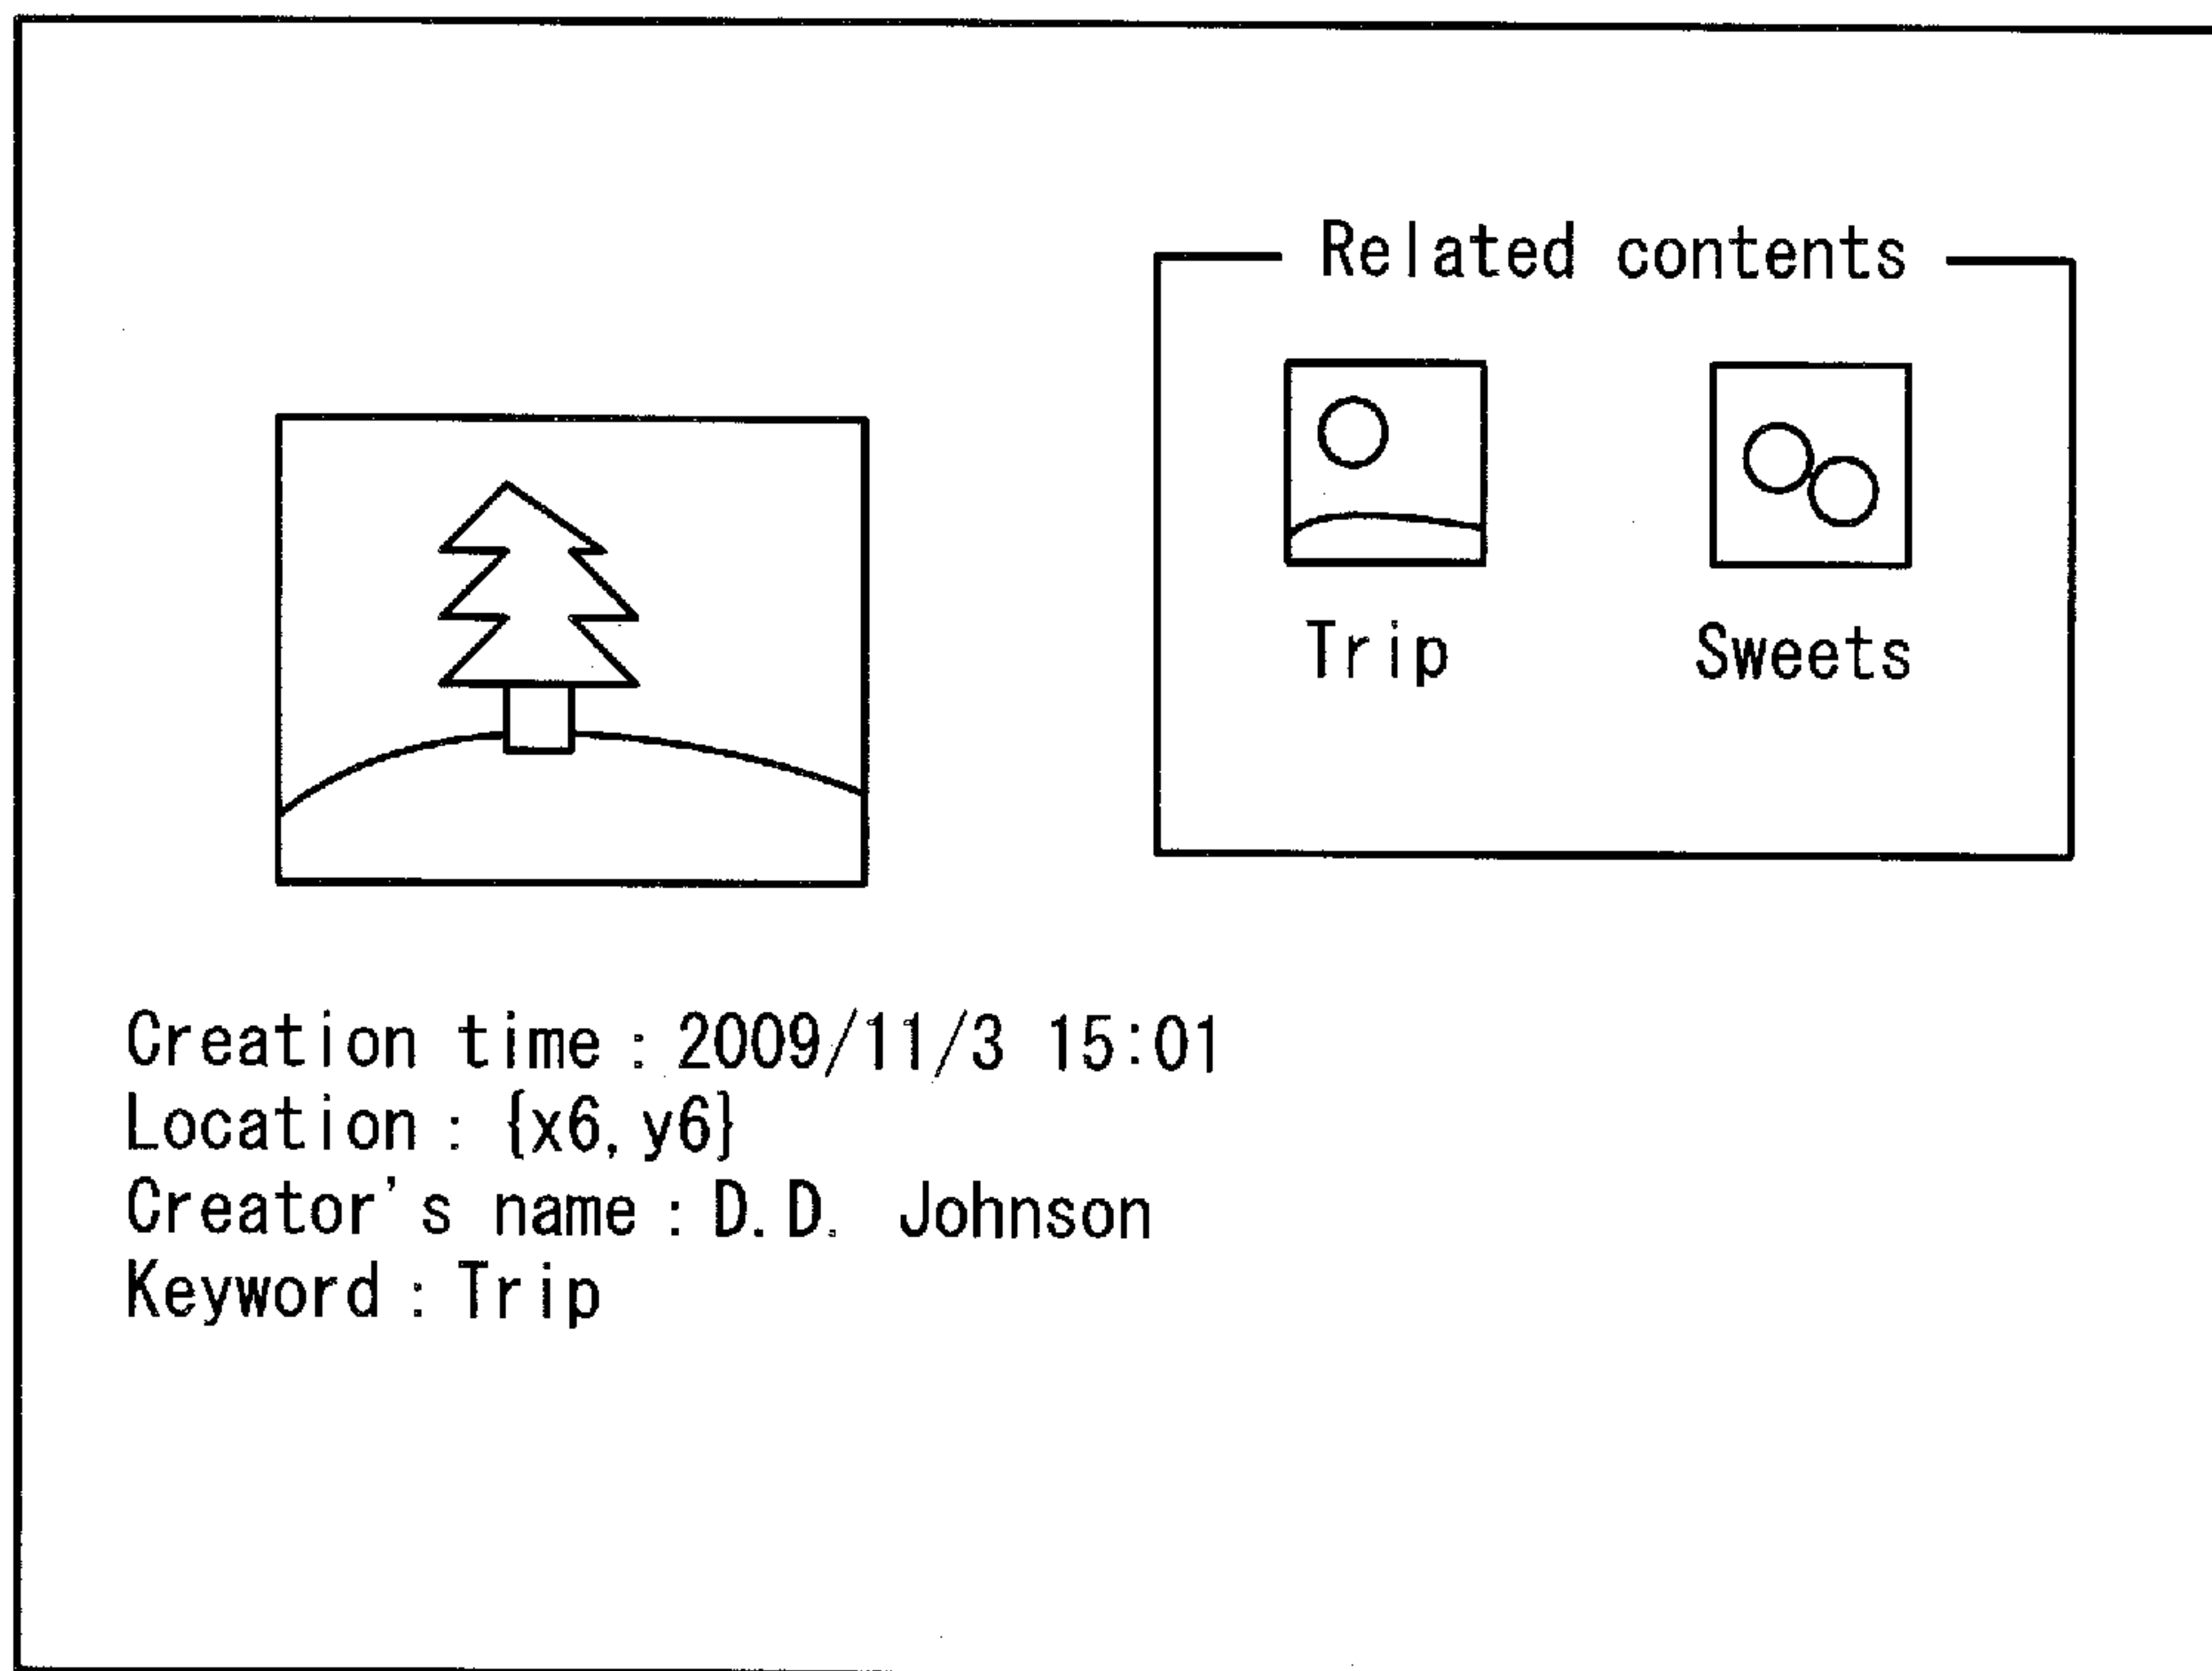 Related contents
Trip Sweets
Creation time : 2009/11/3 15:01
Location : {x6, y6}
Creator's name : D.D. Johnson
Keyword : Trip